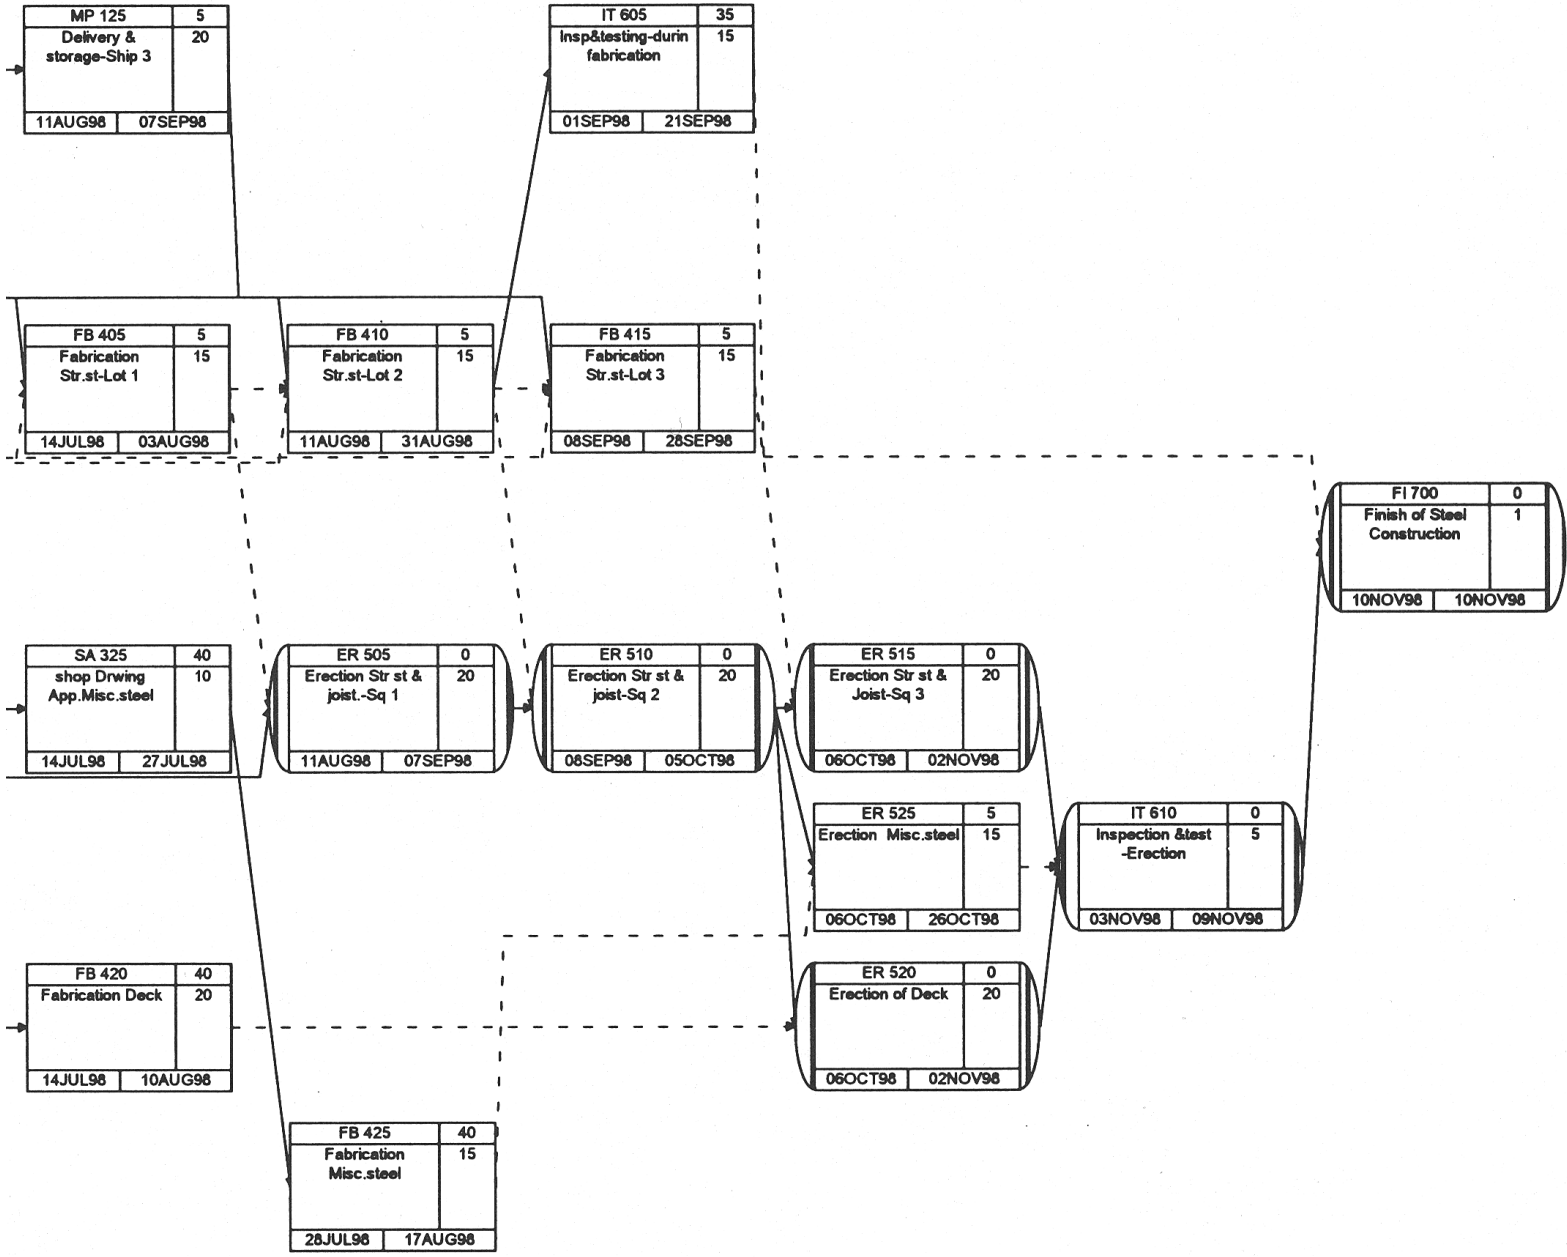 MP 125 5
Delivery & 20
storage-Ship 3
11AUG98 07SEP98
IT 605 35
Insp&testing-durin 15
fabrication
01SEP98 21SEP98
FB 405 5
Fabrication 15
Str.st-Lot 1
14JUL98 03AUG98
FB 410 5
Fabrication 15
Str.st-Lot 2
11AUG98 31AUG98
FB 415 5
Fabrication 15
Str.st-Lot 3
08SEP98 28SEP98
FI 700 0
Finish of Steel 1
Construction
10NOV98 10NOV98
SA 325 40
shop Drwing 10
App.Misc.steel
14JUL98 27JUL98
ER 505 0
Erection Str st & 20
joist.-Sq 1
11AUG98 07SEP98
ER 510 0
Erection Str st & 20
joist-Sq 2
08SEP98 05OCT98
ER 515 0
Erection Str st & 20
Joist-Sq 3
06OCT98 02NOV98
ER 525 5
Erection Misc.steel 15
06OCT98 26OCT98
IT 610 0
Inspection &test 5
-Erection
03NOV98 09NOV98
FB 420 40
Fabrication Deck 20
14JUL98 10AUG98
ER 520 0
Erection of Deck 20
06OCT98 02NOV98
FB 425 40
Fabrication 15
Misc.steel
28JUL98 17AUG98